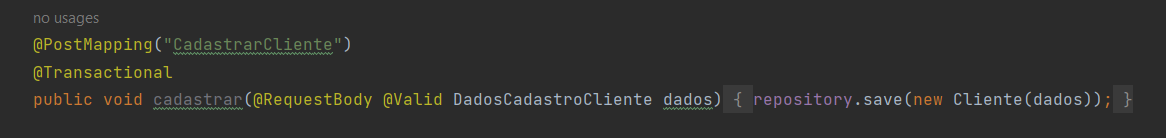 no usages
@PostMapping("CadastrarCliente")
@Transactional
public void cadastrar(@RequestBody @Valid DadosCadastroCliente dados) { repository.save(new Cliente(dados)); }